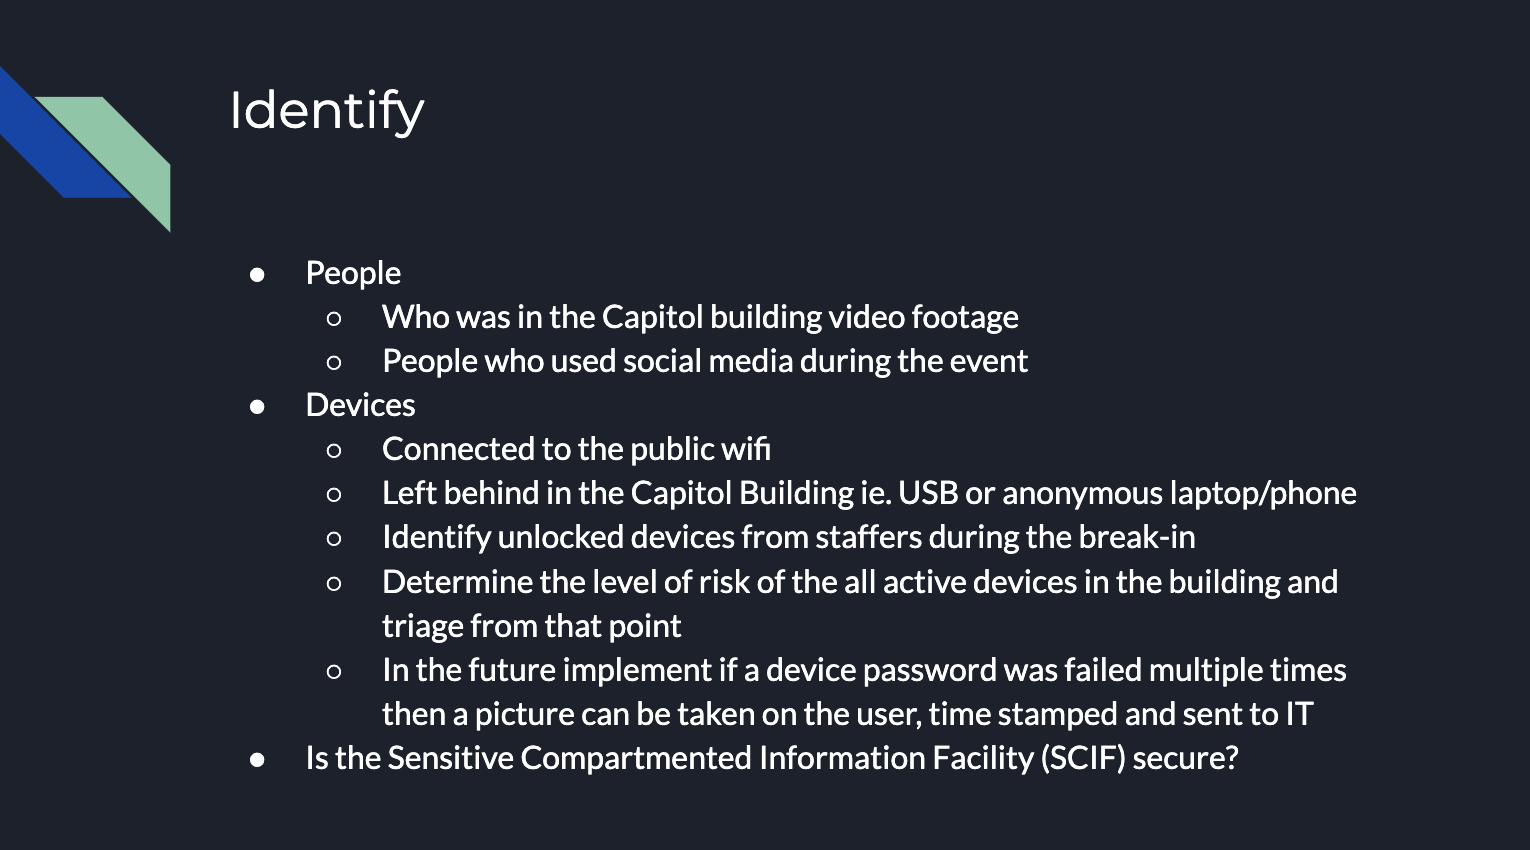 Identify
● People
○ Who was in the Capitol building video footage
○ People who used social media during the event
● Devices
○ Connected to the public wifi
○ Left behind in the Capitol Building ie. USB or anonymous laptop/phone
○ Identify unlocked devices from staffers during the break-in
○ Determine the level of risk of the all active devices in the building and
triage from that point
○ In the future implement if a device password was failed multiple times
then a picture can be taken on the user, time stamped and sent to IT
● Is the Sensitive Compartmented Information Facility (SCIF) secure?